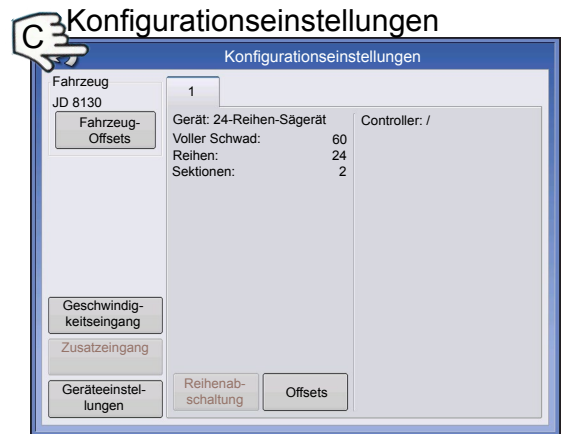 C
Konfigurationseinstellungen
Konfigurationseinstellungen
Fahrzeug
JD 8130
Fahrzeug-
Offsets
Geschwindig-
keitseingang
Zusatzeingang
Geräteeinstel-
lungen
1
Gerät: 24-Reihen-Sägerät
Voller Schwad: 60
Reihen: 24
Sektionen: 2
Reihenab-
schaltung
Offsets
Controller: /